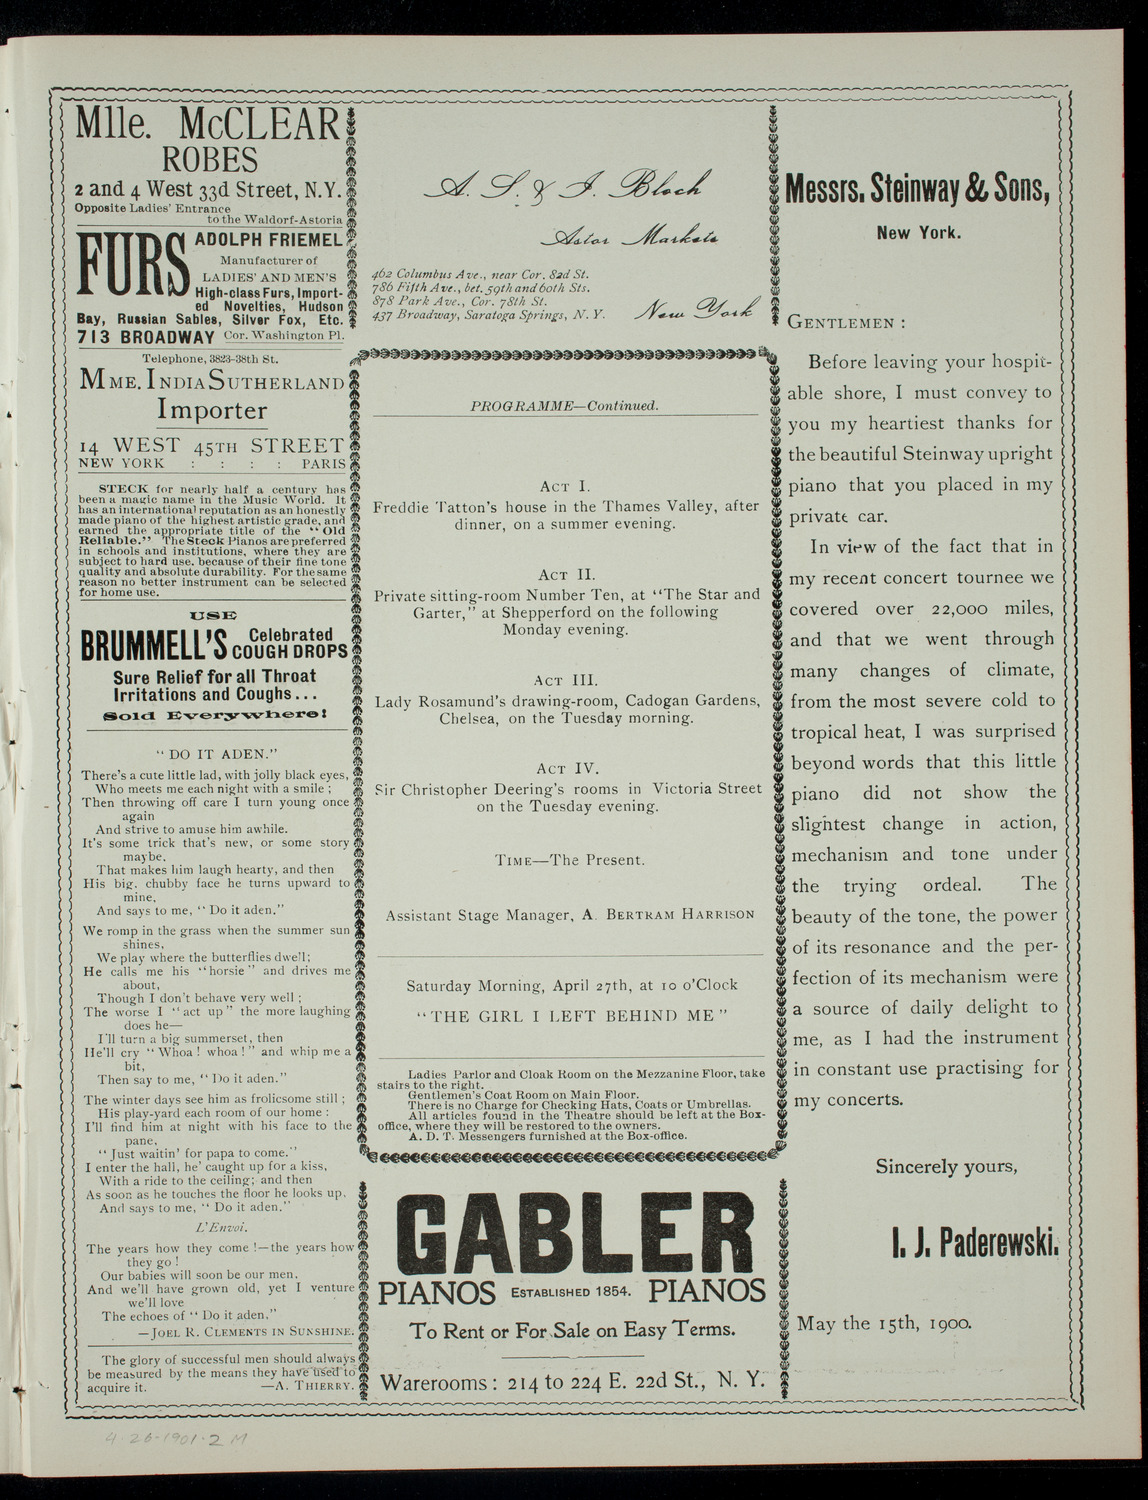 Mlle. McCLEAR
ROBES
2 and 4 West 33d Street, N.Y.
Opposite Ladies' Entrance
to the Waldorf-Astoria
FURS
ADOLPH FRIEMEL
Manufacturer of
LADIES' AND MEN'S
High-class Furs, Import-
ed Novelties, Hudson
Bay, Russian Sables, Silver Fox, Etc.
713 BROADWAY Cor. Washington Pl.
Telephone, 3823-38th St.
MME. INDIA SUTHERLAND
Importer
14 WEST 45TH STREET
NEW YORK : : : : PARIS
STECK for nearly half a century has
been a magic name in the Music World. It
has an international reputation as an honestly
made piano of the highest artistic grade, and
earned the appropriate title of the "Old
Reliable." The Steck Pianos are preferred
in schools and institutions, where they are
subject to hard use, because of their fine tone
quality and absolute durability. For the same
reason no better instrument can be selected
for home use.
USE
BRUMMELL'S Celebrated
COUGH DROPS
Sure Relief for all Throat
Irritations and Coughs...
Sold Everywhere!
"DO IT ADEN."
There's a cute little lad, with jolly black eyes,
Who meets me each night with a smile;
Then throwing off care I turn young once
again
And strive to amuse him awhile.
It's some trick that's new, or some story
maybe,
That makes him laugh hearty, and then
His big, chubby face he turns upward to
mine,
And says to me, "Do it aden."
We romp in the grass when the summer sun
shines,
We play where the butterflies dwell;
He calls me his "horsie" and drives me
about,
Though I don't behave very well;
The worse I "act up" the more laughing
does he—
I'll turn a big summerset, then
He'll cry "Whoa! whoa!" and whip me a
bit,
Then say to me, "Do it aden."
The winter days see him as frolicsome still;
His play-yard each room of our home:
I'll find him at night with his face to the
pane,
"Just waitin' for papa to come."
I enter the hall, he' caught up for a kiss,
With a ride to the ceiling; and then
As soon as he touches the floor he looks up,
And says to me, "Do it aden."
L'Envoi.
The years how they come!—the years how
they go!
Our babies will soon be our men,
And we'll have grown old, yet I venture
we'll love
The echoes of "Do it aden."
—JOEL R. CLEMENTS IN SUNSHINE.
The glory of successful men should always
be measured by the means they have used to
acquire it. —A. THIERRY.
A. S. & J. Bloch
Astor Markets
462 Columbus Ave., near Cor. 82d St.
786 Fifth Ave., bet. 59th and 60th Sts.
878 Park Ave., Cor. 78th St.
437 Broadway, Saratoga Springs, N. Y.
New York
PROGRAMME—Continued.
ACT I.
Freddie Tatton's house in the Thames Valley, after
dinner, on a summer evening.
ACT II.
Private sitting-room Number Ten, at "The Star and
Garter," at Shepperford on the following
Monday evening.
ACT III.
Lady Rosamund's drawing-room, Cadogan Gardens,
Chelsea, on the Tuesday morning.
ACT IV.
Sir Christopher Deering's rooms in Victoria Street
on the Tuesday evening.
TIME—The Present.
Assistant Stage Manager, A. BERTRAM HARRISON
Saturday Morning, April 27th, at 10 o'Clock
"THE GIRL I LEFT BEHIND ME"
Ladies Parlor and Cloak Room on the Mezzanine Floor, take
stairs to the right.
Gentlemen's Coat Room on Main Floor.
There is no Charge for Checking Hats, Coats or Umbrellas.
All articles found in the Theatre should be left at the Box-
office, where they will be restored to the owners.
A. D. T. Messengers furnished at the Box-office.
GABLER
PIANOS ESTABLISHED 1854. PIANOS
To Rent or For Sale on Easy Terms.
Warerooms: 214 to 224 E. 22d St., N. Y.
Messrs. Steinway & Sons,
New York.
GENTLEMEN:
Before leaving your hospit-
able shore, I must convey to
you my heartiest thanks for
the beautiful Steinway upright
piano that you placed in my
private car.
In view of the fact that in
my recent concert tournee we
covered over 22,000 miles,
and that we went through
many changes of climate,
from the most severe cold to
tropical heat, I was surprised
beyond words that this little
piano did not show the
slightest change in action,
mechanism and tone under
the trying ordeal. The
beauty of the tone, the power
of its resonance and the per-
fection of its mechanism were
a source of daily delight to
me, as I had the instrument
in constant use practising for
my concerts.
Sincerely yours,
I. J. Paderewski.
May the 15th, 1900.
4-26-1901-2 M